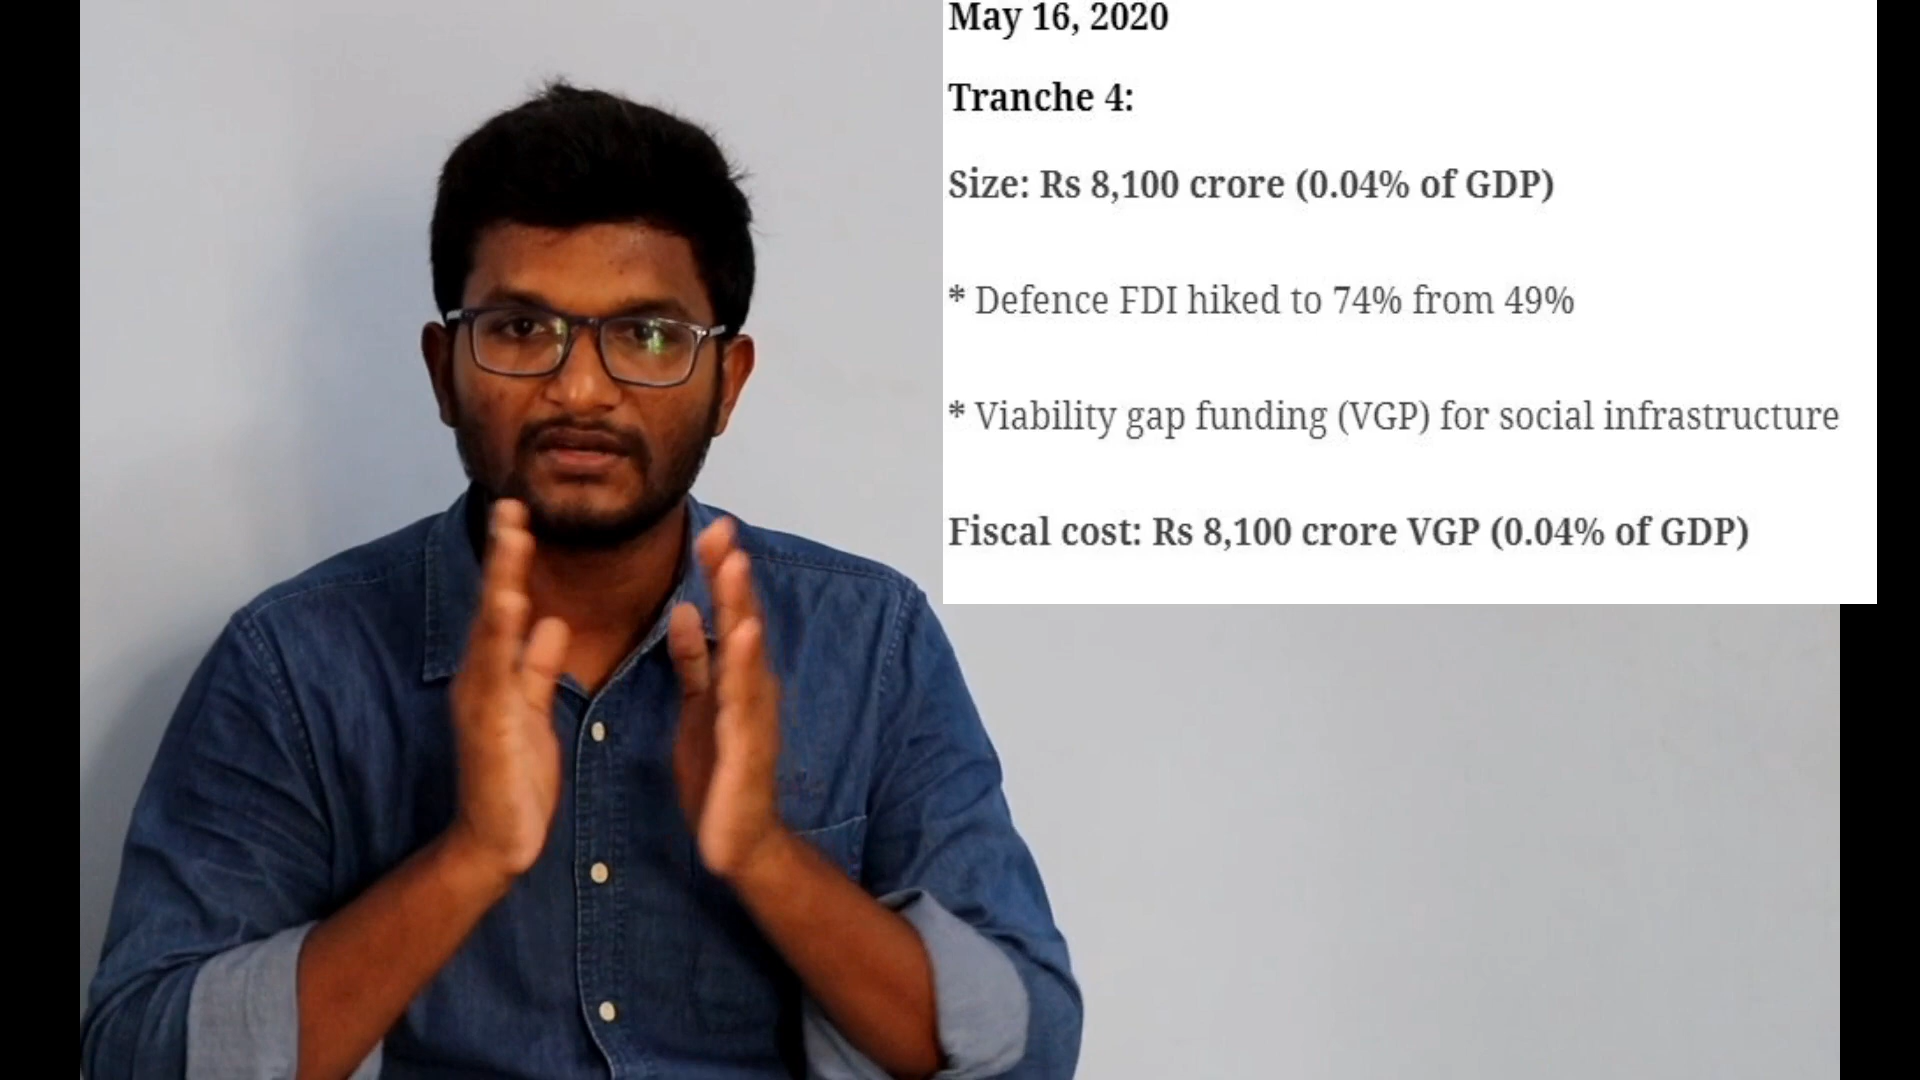 May 16, 2020
Tranche 4:
Size: Rs 8,100 crore (0.04% of GDP)
* Defence FDI hiked to 74% from 49%
* Viability gap funding (VGP) for social infrastructure
Fiscal cost: Rs 8,100 crore VGP (0.04% of GDP)